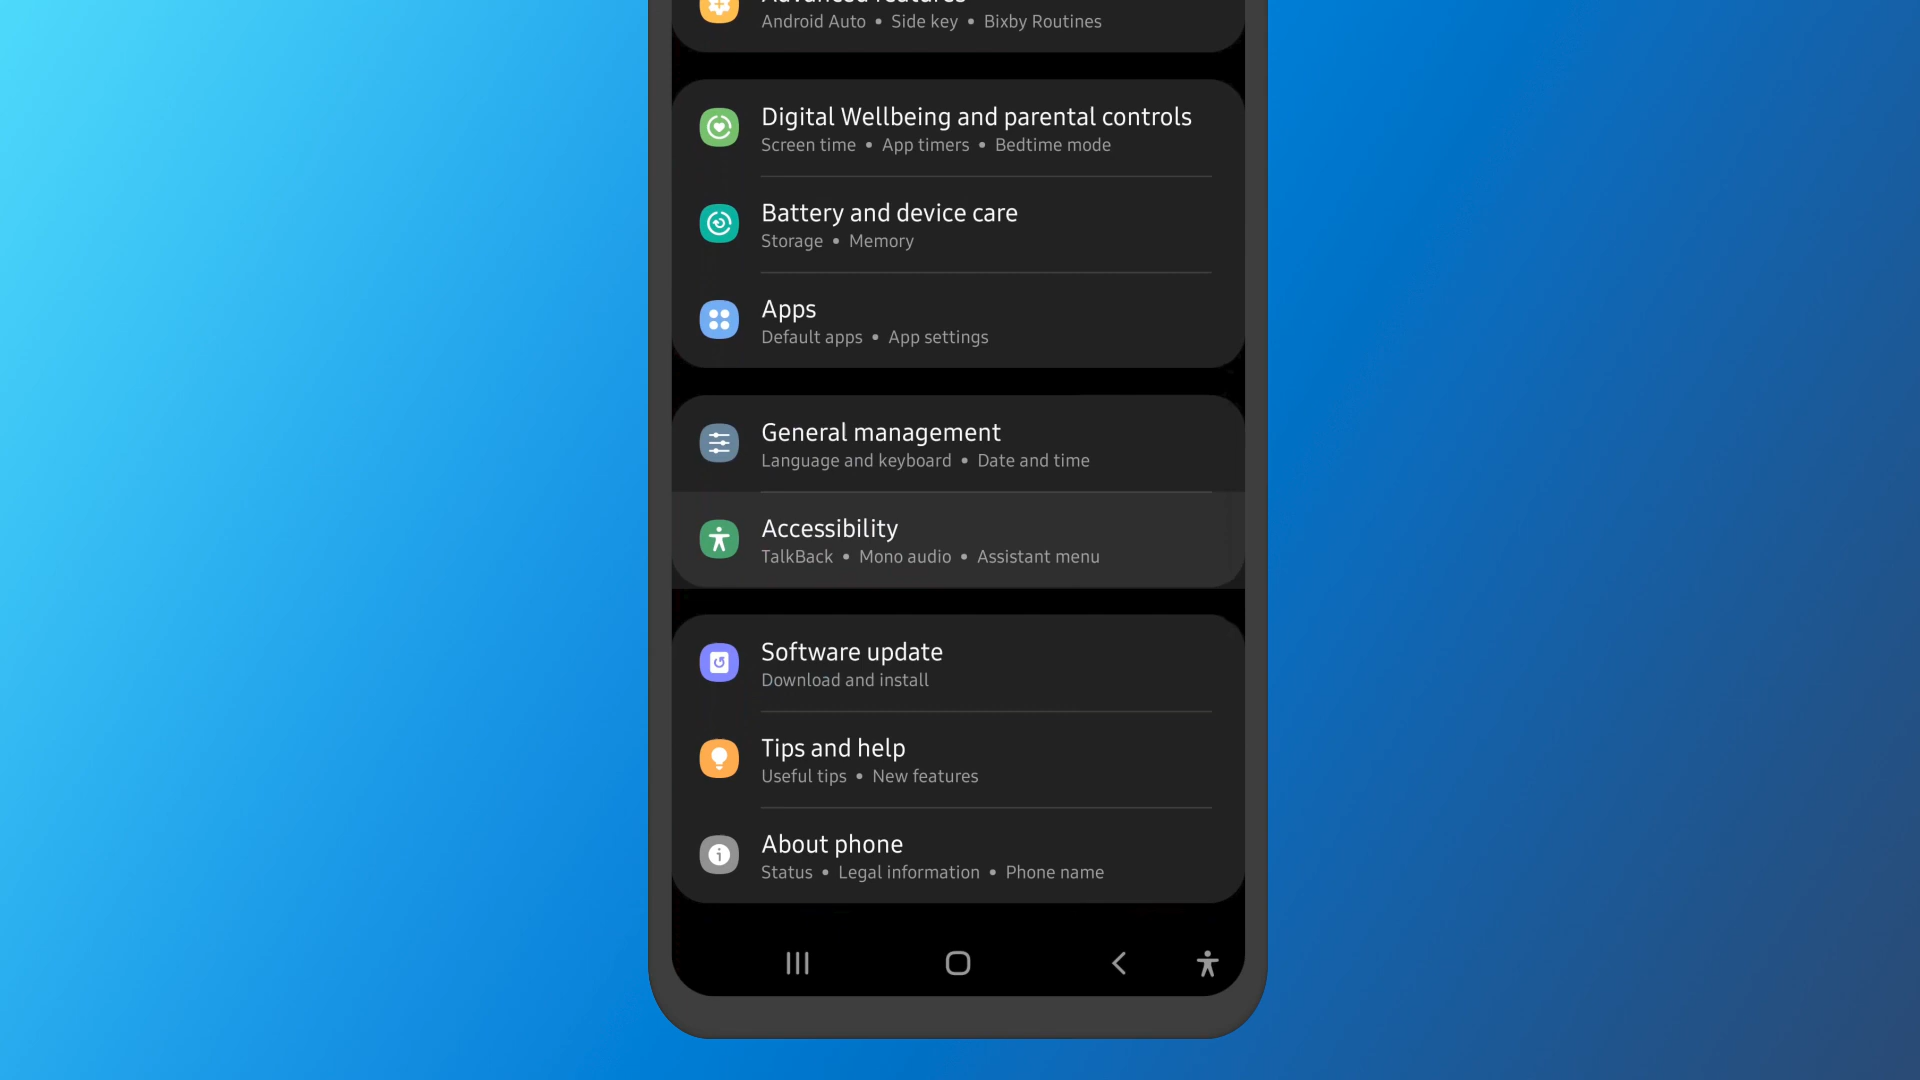 Advanced features
Android Auto • Side key • Bixby Routines
Digital Wellbeing and parental controls
Screen time • App timers • Bedtime mode
Battery and device care
Storage • Memory
Apps
Default apps • App settings
General management
Language and keyboard • Date and time
Accessibility
TalkBack • Mono audio • Assistant menu
Software update
Download and install
Tips and help
Useful tips • New features
About phone
Status • Legal information • Phone name